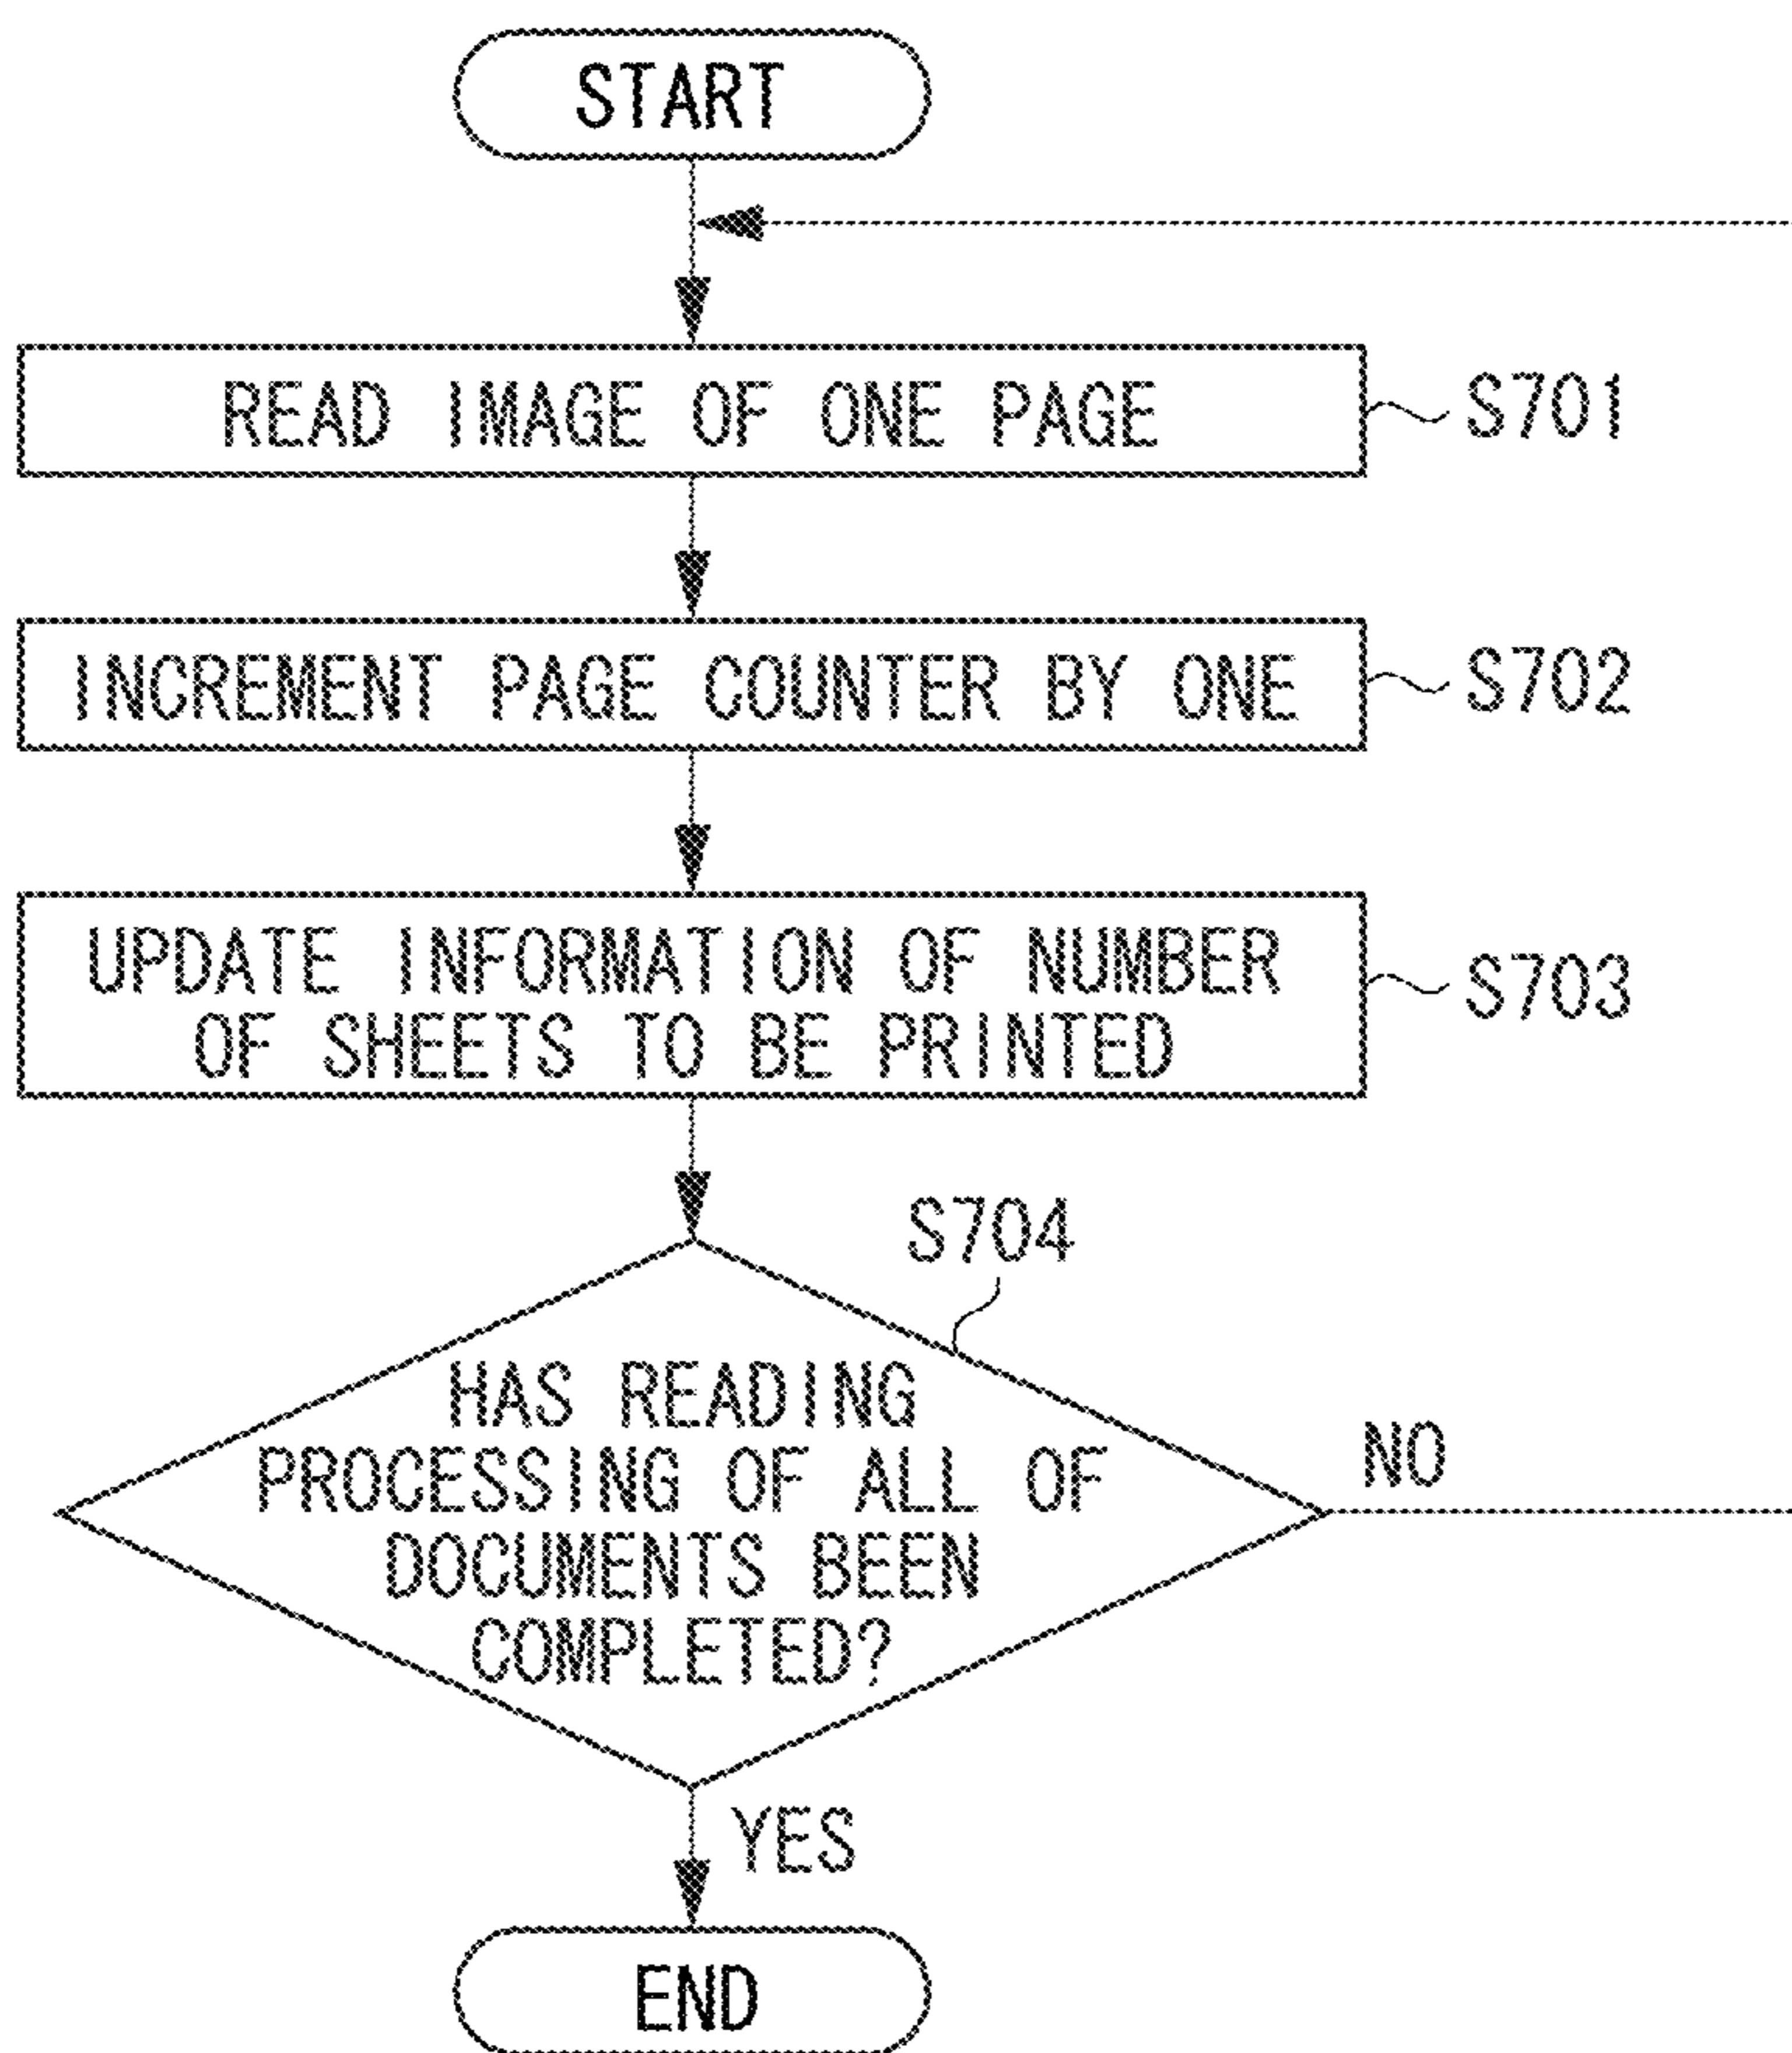 START
READ IMAGE OF ONE PAGE
S701
INCREMENT PAGE COUNTER BY ONE
S702
UPDATE INFORMATION OF NUMBER
OF SHEETS TO BE PRINTED
S703
S704
HAS READING
PROCESSING OF ALL OF
DOCUMENTS BEEN
COMPLETED?
NO
YES
END